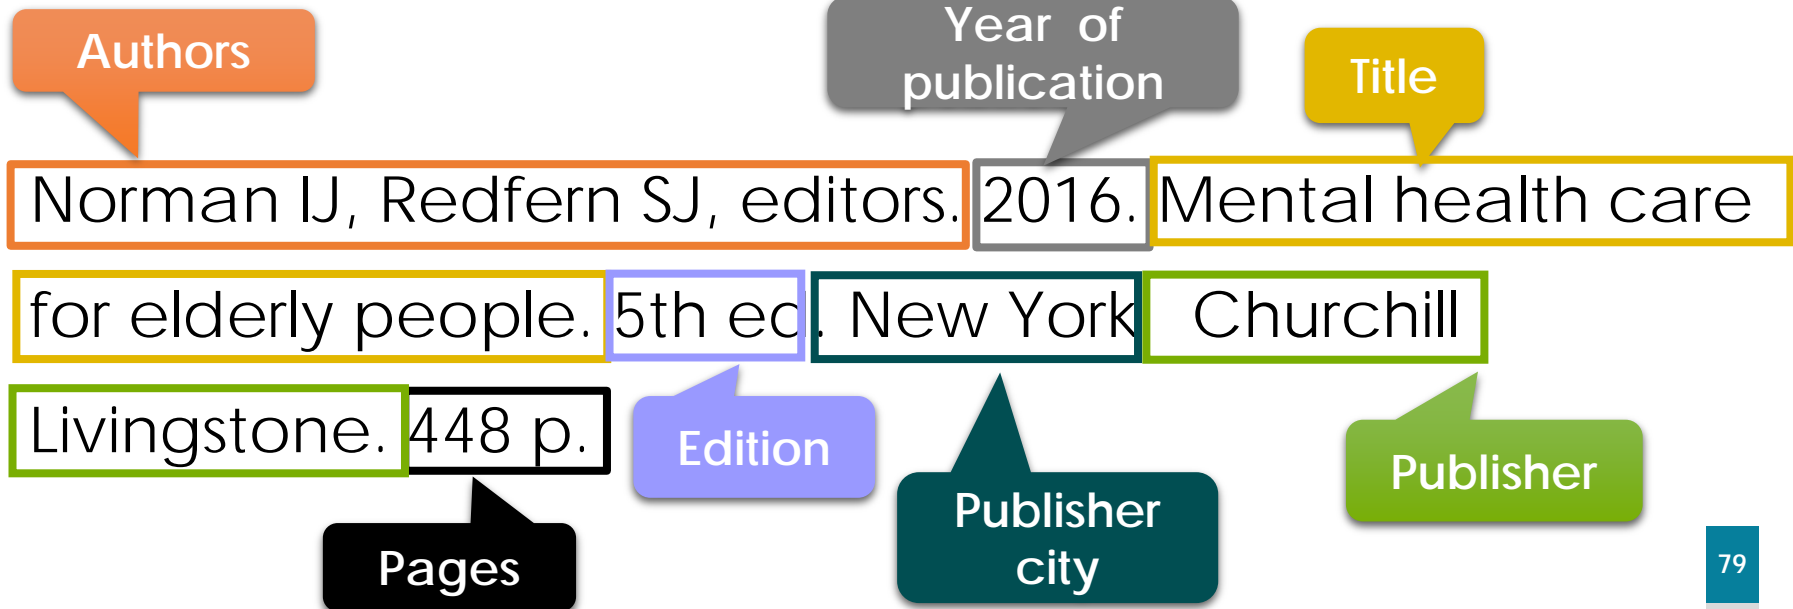 Authors
Year of
publication
Title
Norman IJ, Redfern SJ, editors. 2016. Mental health care
for elderly people. 5th ed. New York Churchill
Livingstone. 448 p.
Edition
Publisher
city
Publisher
Pages
79